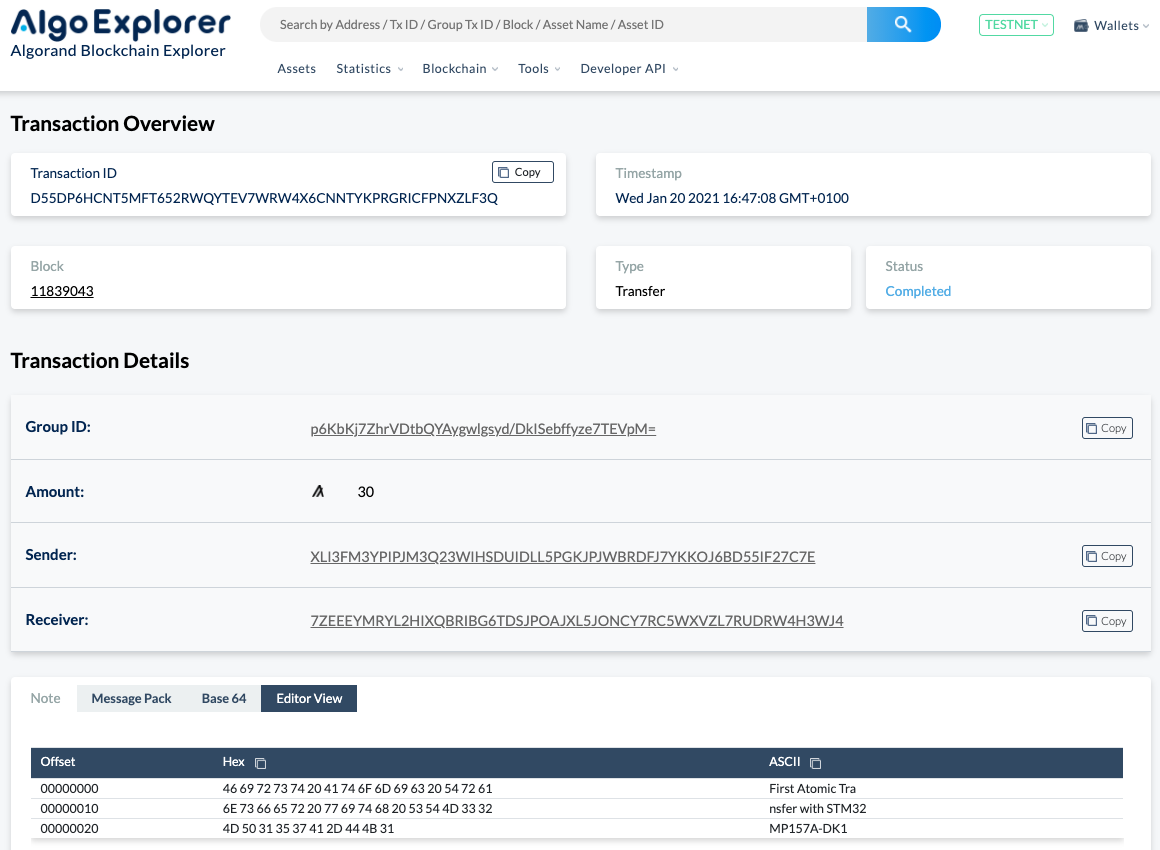 AlgoExplorer
Algorand Blockchain Explorer
Search by Address / Tx ID / Group Tx ID / Block / Asset Name / Asset ID
TESTNET
Wallets
Assets Statistics Blockchain Tools Developer API
Transaction Overview
Transaction ID
Copy
D55DP6HCNT5MFT652RWQYTEV7WRW4X6CNNTYKPRGRICFPNXZLF3Q
Timestamp
Wed Jan 20 2021 16:47:08 GMT+0100
Block
11839043
Type
Transfer
Status
Completed
Transaction Details
Group ID: p6KbKj7ZhrVDtbQYAygwlgsyd/DkISebffyze7TEVpM= Copy
Amount: 30
Sender: XLI3FM3YPIPJM3Q23WIHSDUIDLL5PGKJPJWBRDFJ7YKKOJ6BD55IF27C7E Copy
Receiver: 7ZEEEYMRYL2HIXQBRIBG6TDSJPOAJXL5JONCY7RC5WXVZL7RUDRW4H3WJ4 Copy
Note Message Pack Base 64 Editor View
Offset Hex ASCII
00000000 46 69 72 73 74 20 41 74 6F 6D 69 63 20 54 72 61 First Atomic Tra
00000010 6E 73 66 65 72 20 77 69 74 68 20 53 54 4D 33 32 nsfer with STM32
00000020 4D 50 31 35 37 41 2D 44 4B 31 MP157A-DK1